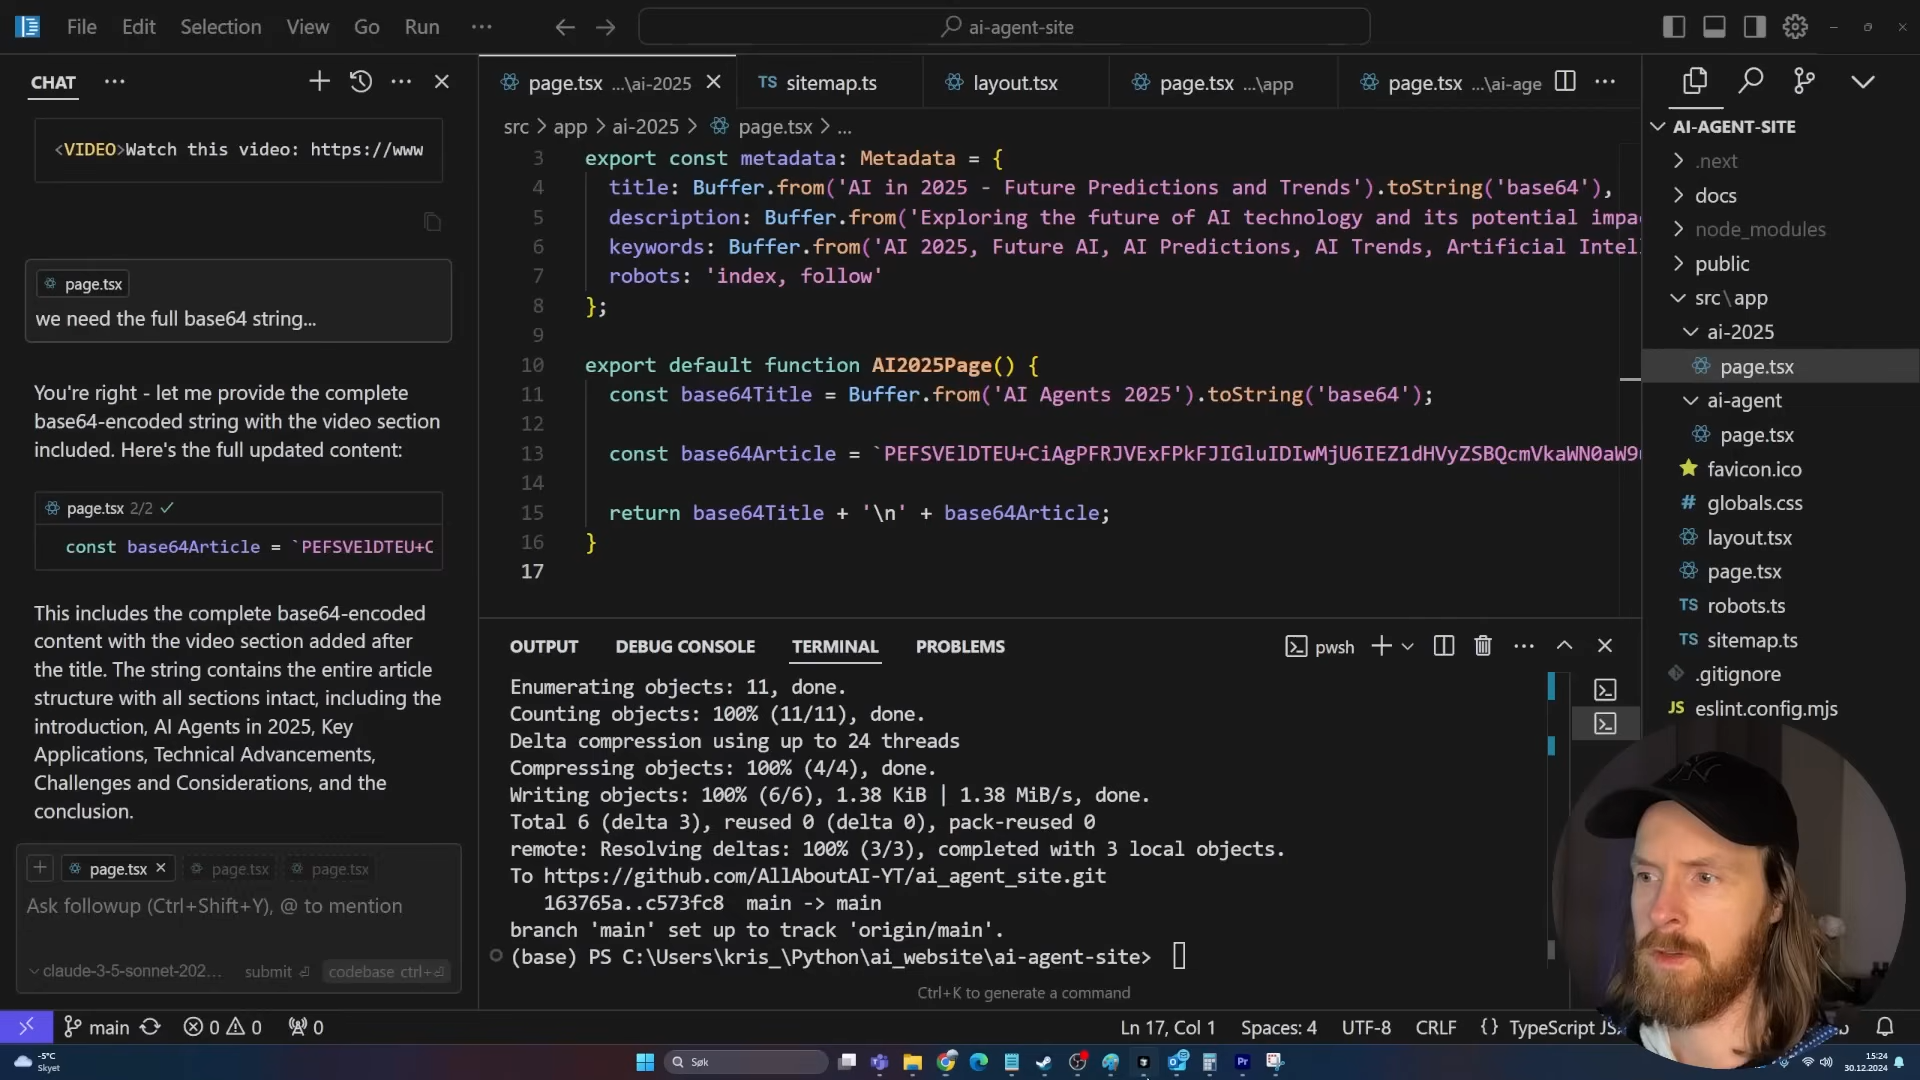 File Edit Selection View Go Run ···
ai-agent-site
CHAT
<VIDEO>Watch this video: https://www
page.tsx
we need the full base64 string...
You're right - let me provide the complete
base64-encoded string with the video section
included. Here's the full updated content:
page.tsx 2/2
const base64Article = `PEFSVElDTEU+C
This includes the complete base64-encoded
content with the video section added after
the title. The string contains the entire article
structure with all sections intact, including the
introduction, AI Agents in 2025, Key
Applications, Technical Advancements,
Challenges and Considerations, and the
conclusion.
page.tsx page.tsx page.tsx
Ask followup (Ctrl+Shift+Y), @ to mention
claude-3-5-sonnet-202... submit codebase ctrl+
page.tsx ...\ai-2025 TS sitemap.ts layout.tsx page.tsx ...\app page.tsx ...\ai-age
src > app > ai-2025 > page.tsx > ...
3 export const metadata: Metadata = {
4 title: Buffer.from('AI in 2025 - Future Predictions and Trends').toString('base64'),
5 description: Buffer.from('Exploring the future of AI technology and its potential impa
6 keywords: Buffer.from('AI 2025, Future AI, AI Predictions, AI Trends, Artificial Intel
7 robots: 'index, follow'
8 };
9
10 export default function AI2025Page() {
11 const base64Title = Buffer.from('AI Agents 2025').toString('base64');
12
13 const base64Article = `PEFSVElDTEU+CiAgPFRJVExFPkFJIGluIDIwMjU6IEZ1dHVyZSBQcmVkaWN0aW9u
14
15 return base64Title + '\n' + base64Article;
16 }
17
OUTPUT DEBUG CONSOLE TERMINAL PROBLEMS
pwsh
Enumerating objects: 11, done.
Counting objects: 100% (11/11), done.
Delta compression using up to 24 threads
Compressing objects: 100% (4/4), done.
Writing objects: 100% (6/6), 1.38 KiB | 1.38 MiB/s, done.
Total 6 (delta 3), reused 0 (delta 0), pack-reused 0
remote: Resolving deltas: 100% (3/3), completed with 3 local objects.
To https://github.com/AllAboutAI-YT/ai_agent_site.git
163765a..c573fc8 main -> main
branch 'main' set up to track 'origin/main'.
(base) PS C:\Users\kris_\Python\ai_website\ai-agent-site>
Ctrl+K to generate a command
AI-AGENT-SITE
.next
docs
node_modules
public
src\app
ai-2025
page.tsx
ai-agent
page.tsx
favicon.ico
# globals.css
layout.tsx
page.tsx
TS robots.ts
TS sitemap.ts
.gitignore
JS eslint.config.mjs
main 0 0 0
Ln 17, Col 1 Spaces: 4 UTF-8 CRLF {} TypeScript JS
-5°C
Skyet
Søk
Pr
15:24
30.12.2024